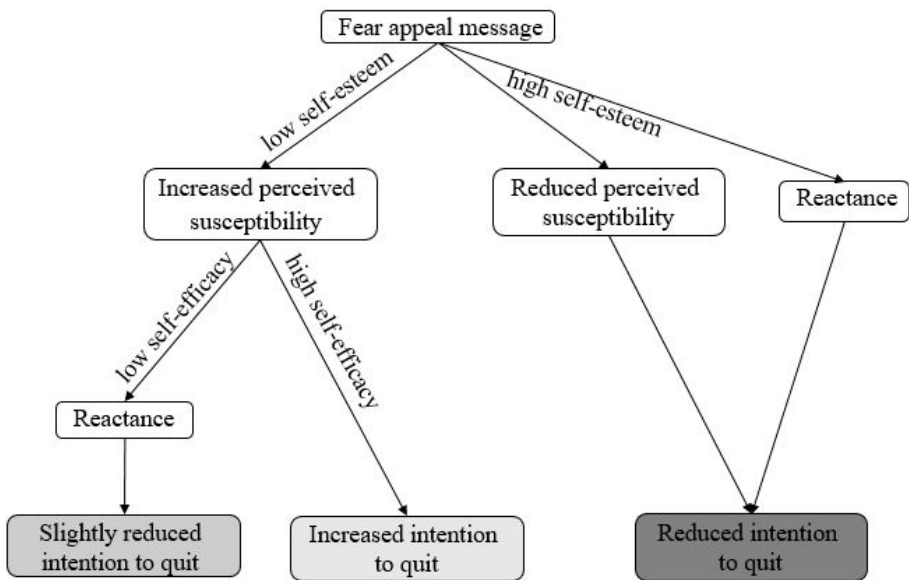 Fear appeal message
low self-esteem
high self-esteem
Increased perceived
susceptibility
Reduced perceived
susceptibility
Reactance
low self-efficacy
high self-efficacy
Reactance
Slightly reduced
intention to quit
Increased intention
to quit
Reduced intention
to quit